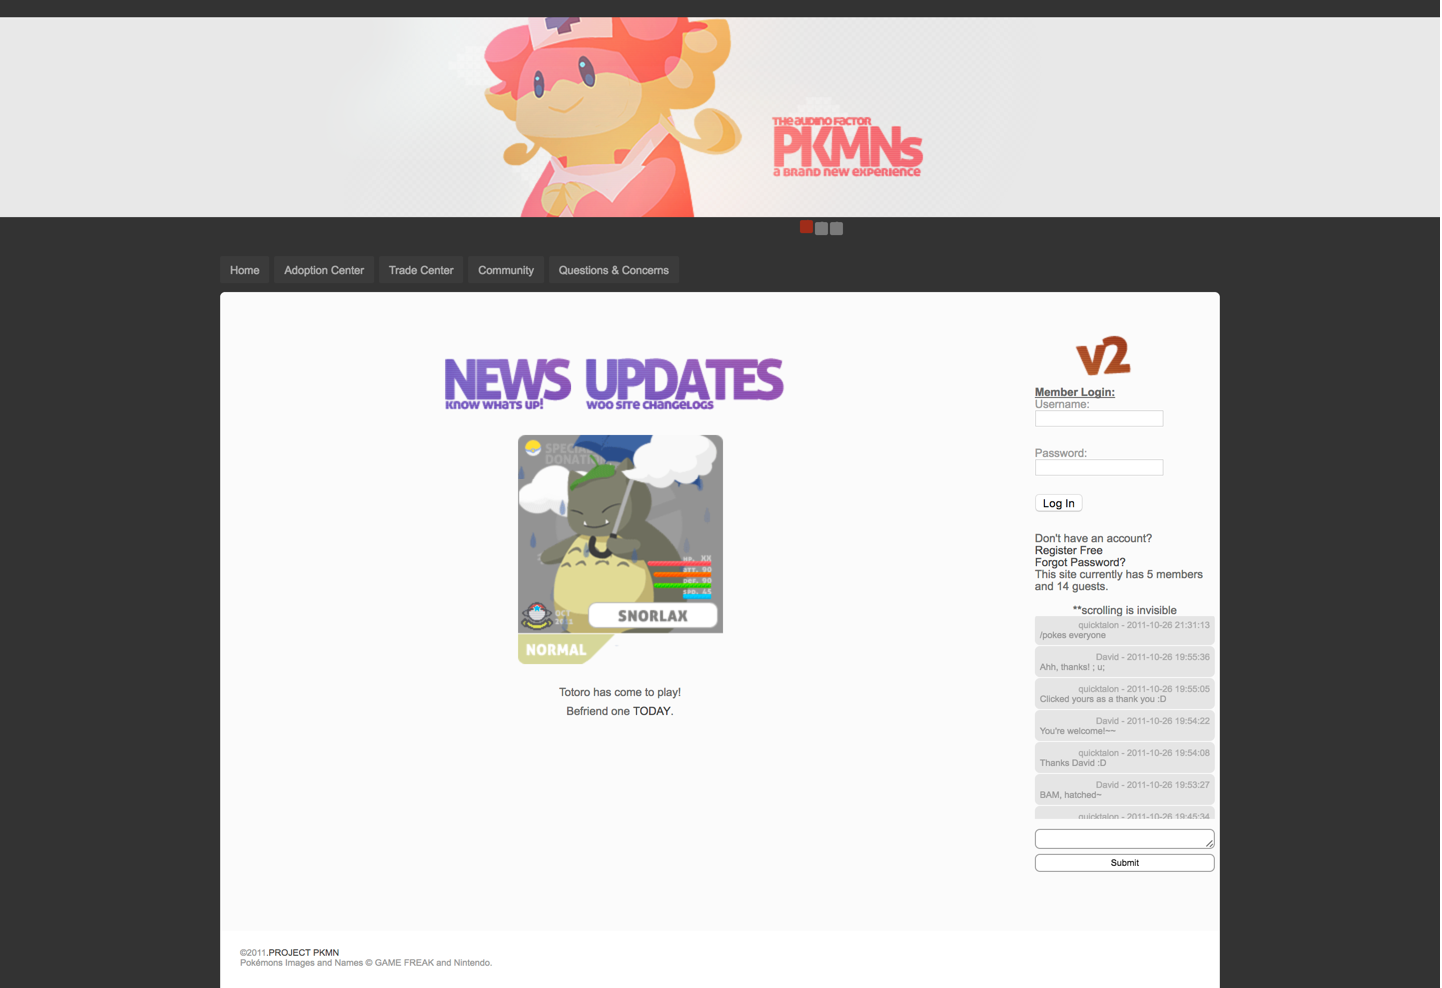 THE AUDINO FACTOR
PKMNs
A BRAND NEW EXPERIENCE
Home
Adoption Center
Trade Center
Community
Questions & Concerns
NEWS
KNOW WHATS UP!
UPDATES
WOO SITE CHANGELOGS
SPECIAL
HP. XX
ATT. 90
DEF. 90
SPD. 45
SNORLAX
NORMAL
Totoro has come to play!
Befriend one TODAY.
v2
Member Login:
Username:
Password:
Log In
Don't have an account?
Register Free
Forgot Password?
This site currently has 5 members
and 14 guests.
**scrolling is invisible
quicktalon - 2011-10-26 21:31:13
/pokes everyone
David - 2011-10-26 19:55:36
Ahh, thanks! ; u;
quicktalon - 2011-10-26 19:55:05
Clicked yours as a thank you :D
David - 2011-10-26 19:54:22
You're welcome!~~
quicktalon - 2011-10-26 19:54:08
Thanks David :D
David - 2011-10-26 19:53:27
BAM, hatched~
quicktalon - 2011-10-26 19:45:34
Submit
©2011.PROJECT PKMN
Pokémons Images and Names © GAME FREAK and Nintendo.